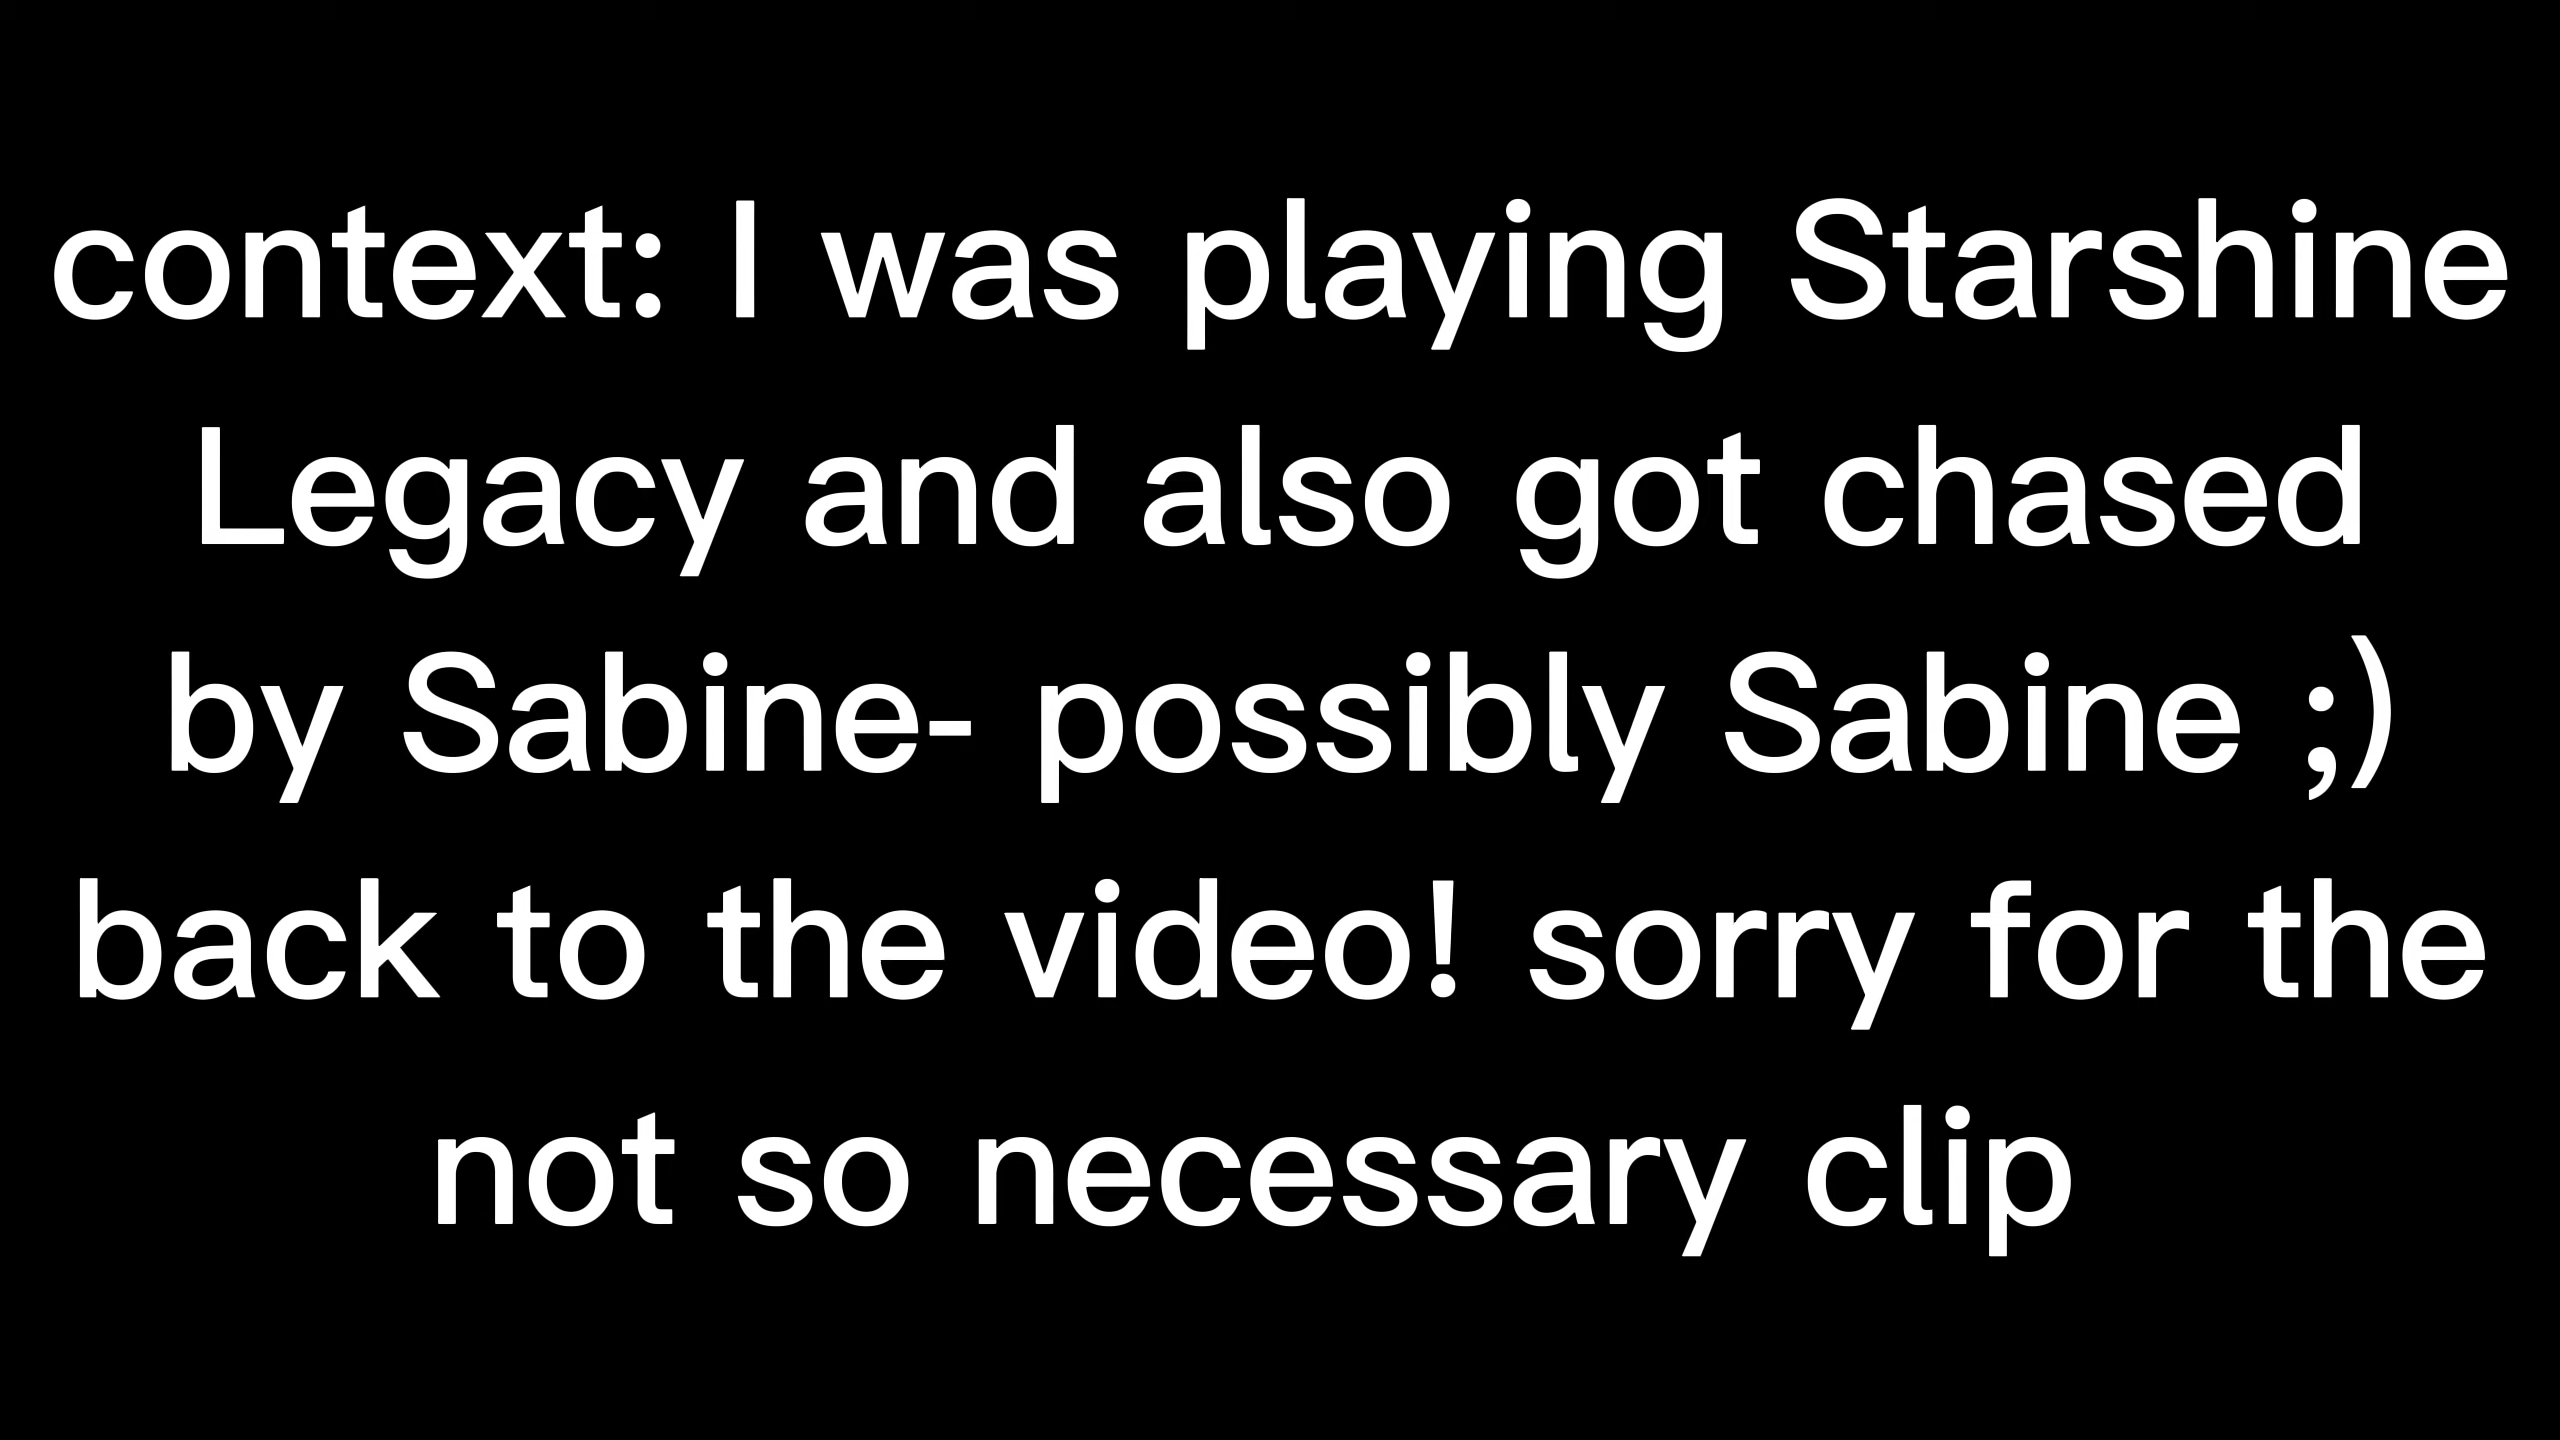 context: I was playing Starshine
Legacy and also got chased
by Sabine- possibly Sabine ;)
back to the video! sorry for the
not so necessary clip